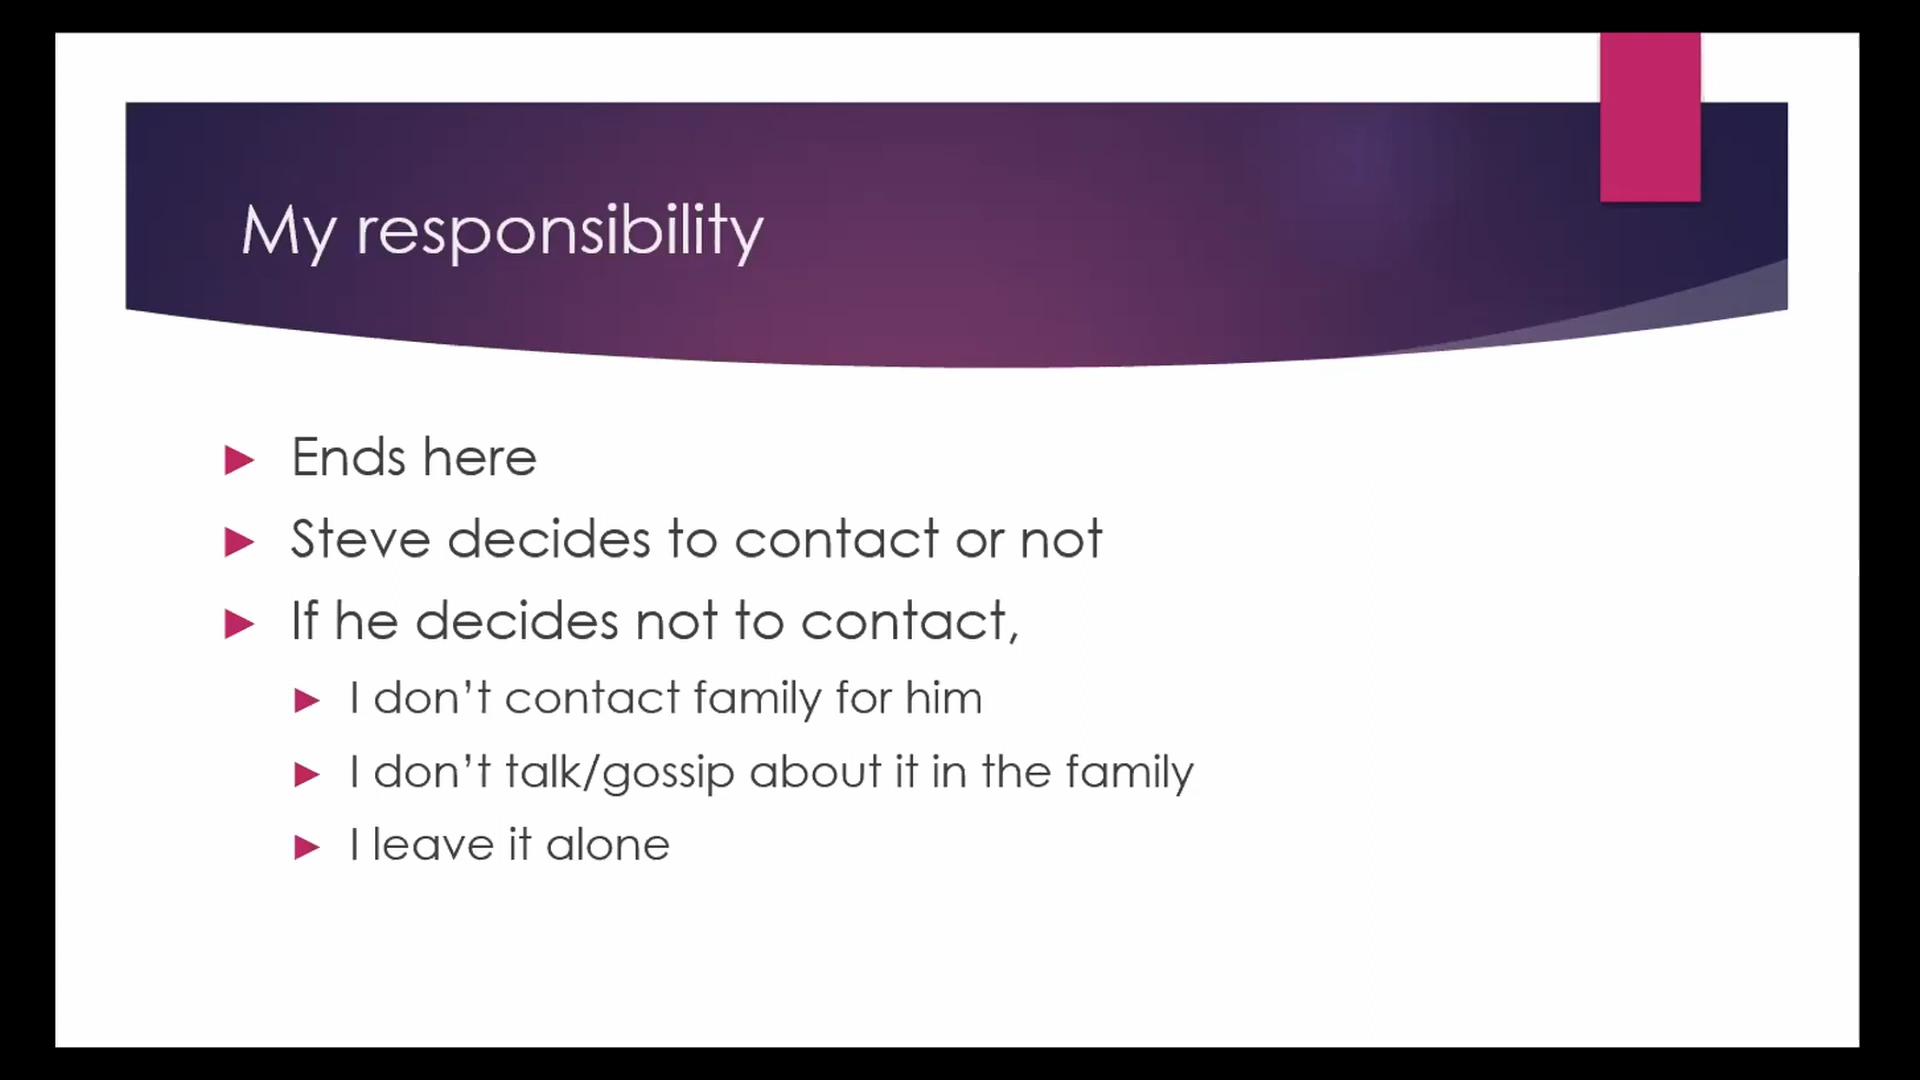 My responsibility
Ends here
Steve decides to contact or not
If he decides not to contact,
I don’t contact family for him
I don’t talk/gossip about it in the family
I leave it alone